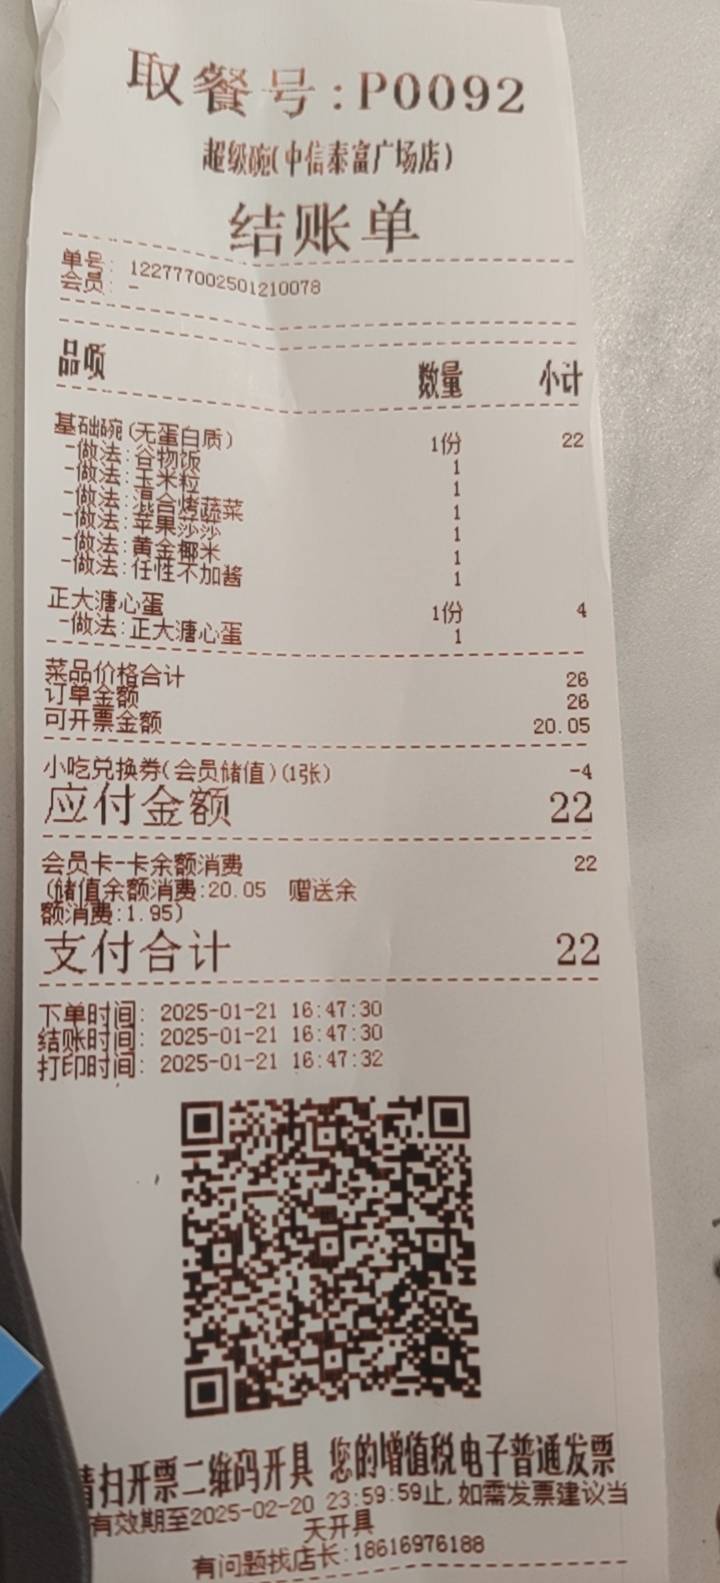 取餐号:P0092
超级碗(中信泰富广场店)
结账单
单号: 122777002501210078
会员: -
品项 数量 小计
基础碗(无蛋白质) 1份 22
-做法:谷物饭 1
-做法:玉米粒 1
-做法:混合烤蔬菜 1
-做法:苹果莎莎 1
-做法:黄金椰米 1
-做法:任性不加酱 1
正大溏心蛋 1份 4
-做法:正大溏心蛋 1
菜品价格合计 26
订单金额 26
可开票金额 20.05
小吃兑换券(会员储值)(1张) -4
应付金额 22
会员卡-卡余额消费 22
(储值余额消费:20.05 赠送余
额消费:1.95)
支付合计 22
下单时间: 2025-01-21 16:47:30
结账时间: 2025-01-21 16:47:30
打印时间: 2025-01-21 16:47:32
请扫开票二维码开具 您的增值税电子普通发票
有效期至2025-02-20 23:59:59止,如需发票建议当
天开具
有问题找店长:18616976188